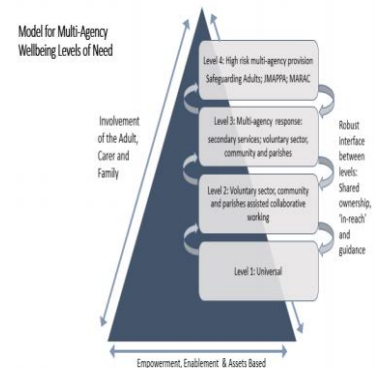 Model for Multi-Agency
Wellbeing Levels of Need
Level 4: High risk multi-agency provision
Safeguarding Adults; JMAPPA; MARAC
Level 3: Multi-agency response:
secondary services; voluntary sector,
community and parishes
Level 2: Voluntary sector, community
and parishes assisted collaborative
working
Level 1: Universal
Involvement
of the Adult,
Carer and
Family
Robust
interface
between
levels:
Shared
ownership,
'in-reach'
and
guidance
Empowerment, Enablement & Assets Based